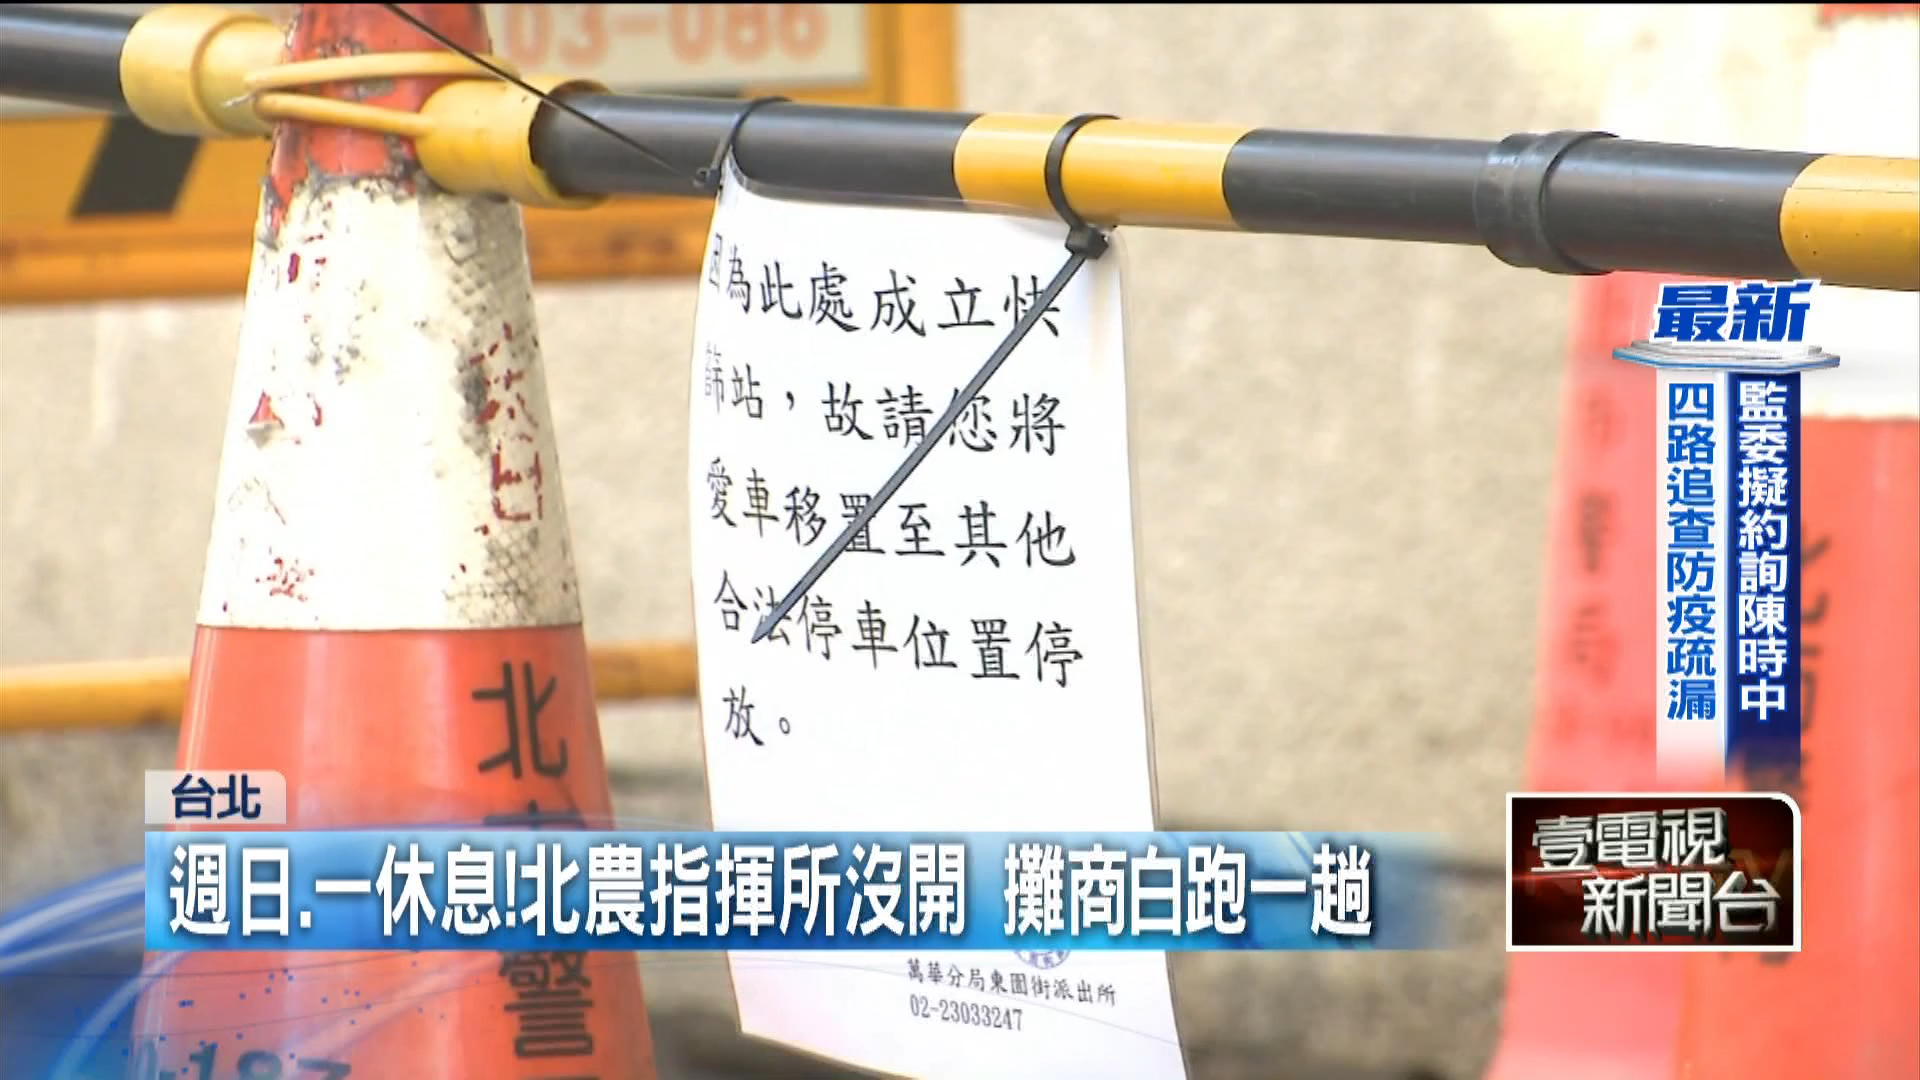 03-086
因為此處成立快
篩站，故請您將
愛車移置至其他
合法停車位置停
放。
萬華分局東園街派出所
02-23033247
北
警
最新
監委擬約詢陳時中
四路追查防疫疏漏
台北
週日.一休息!北農指揮所沒開 攤商白跑一趟
壹電視
新聞台